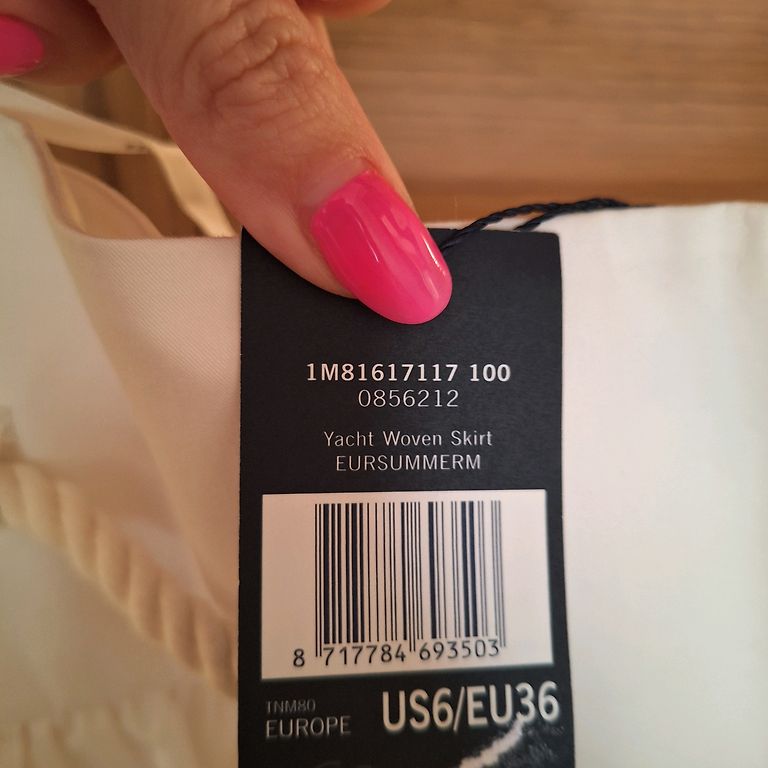 1M81617117 100
0856212
Yacht Woven Skirt
EURSUMMERM
8 717784 693503
TNM80
EUROPE
US6/EU36